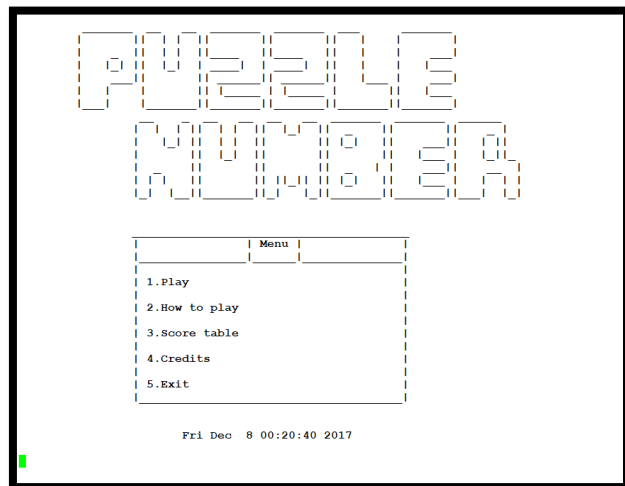 PUZZLE
NUMBER
Menu
1.Play
2.How to play
3.Score table
4.Credits
5.Exit
Fri Dec  8 00:20:40 2017